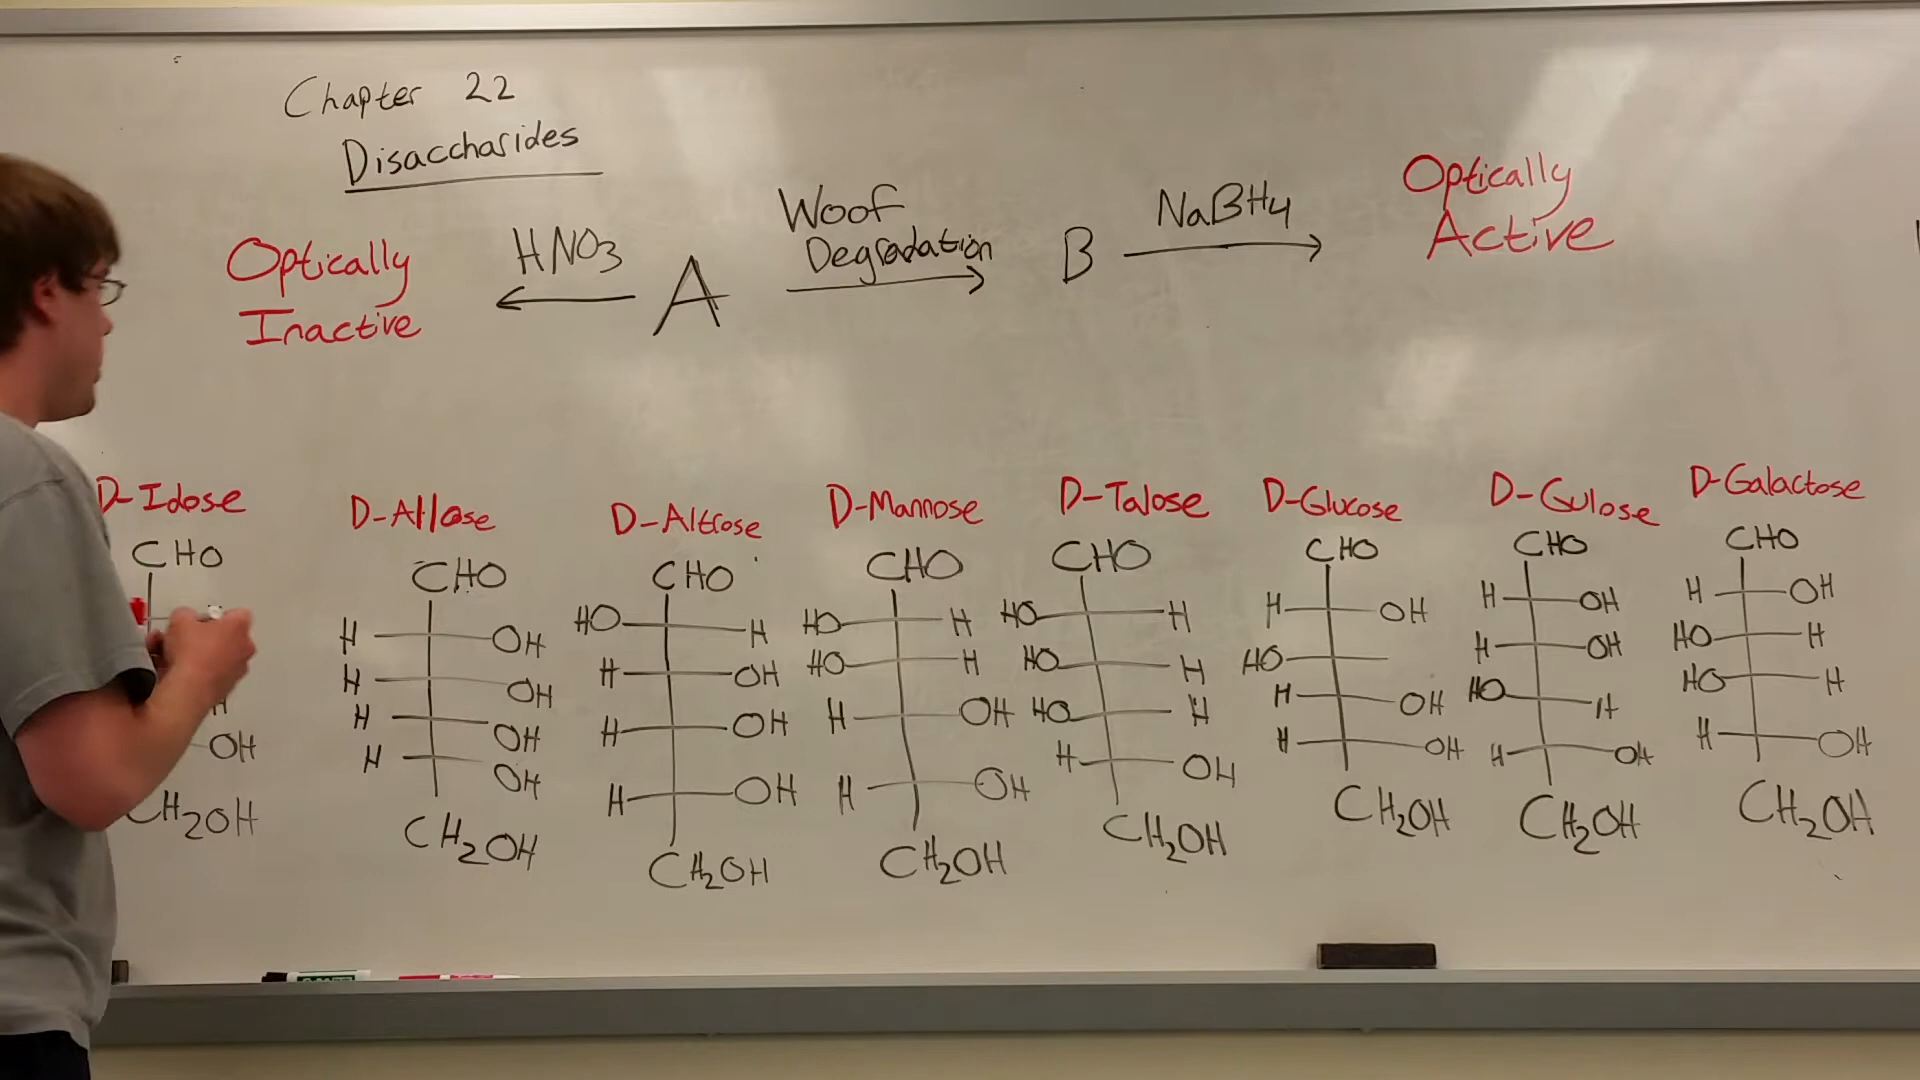 Chapter 22
Disaccharides
Optically
Inactive
HNO3
A
Woof
Degradation
B
NaBH4
Optically
Active
D-Idose
CHO
OH
CH2OH
D-Allose
CHO
H OH
H OH
H OH
H OH
CH2OH
D-Altrose
CHO
HO H
H OH
H OH
H OH
CH2OH
D-Mannose
CHO
HO H
HO H
H OH
H OH
CH2OH
D-Talose
CHO
HO H
HO H
HO H
H OH
CH2OH
D-Glucose
CHO
H OH
HO
H OH
H OH
CH2OH
D-Gulose
CHO
H OH
H OH
HO H
H OH
CH2OH
D-Galactose
CHO
H OH
HO H
HO H
H OH
CH2OH